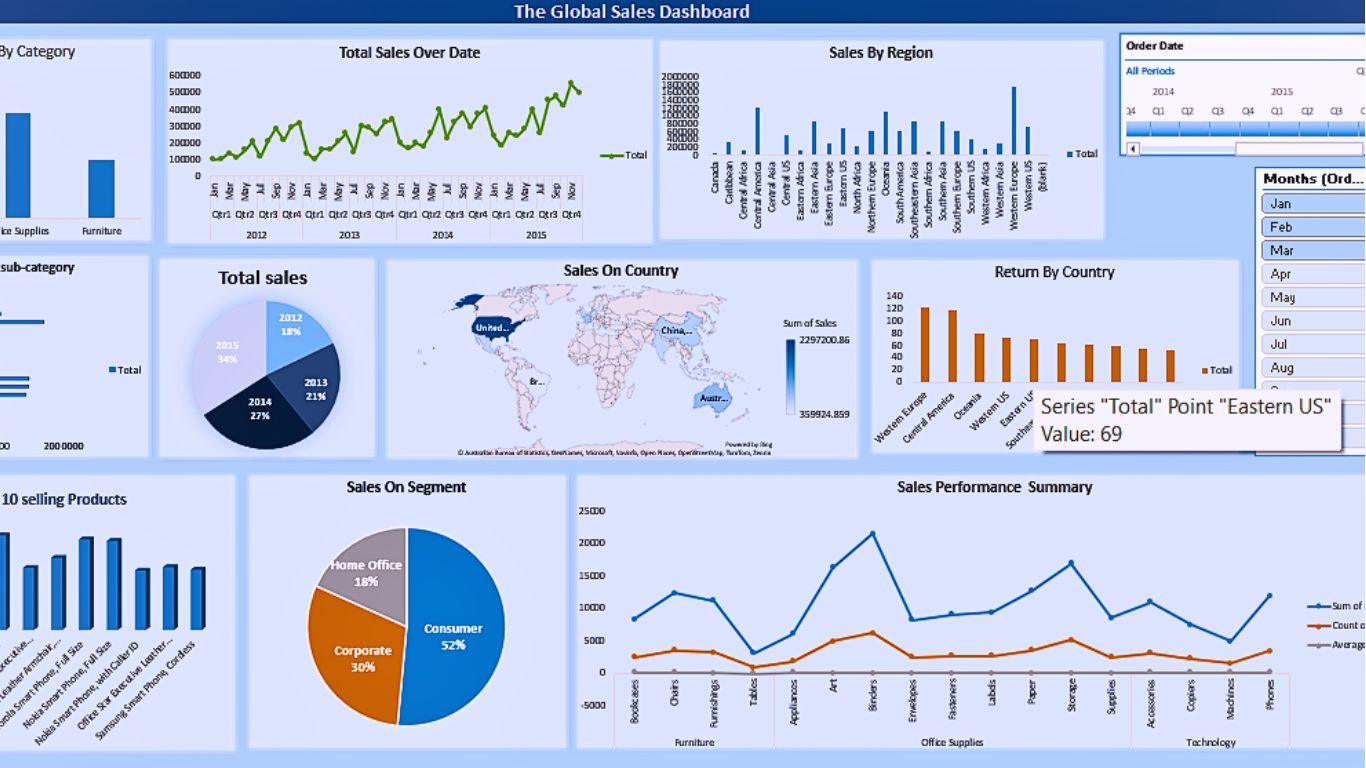 The Global Sales Dashboard
By Category
ce Supplies
Furniture
Total Sales Over Date
600000
500000
400000
300000
200000
100000
0
Jan
Mar
May
Jul
Sep
Nov
Jan
Mar
May
Jul
Sep
Nov
Jan
Mar
May
Jul
Sep
Nov
Jan
Mar
May
Jul
Sep
Nov
Qtr1 Qtr2 Qtr3 Qtr4 Qtr1 Qtr2 Qtr3 Qtr4 Qtr1 Qtr2 Qtr3 Qtr4 Qtr1 Qtr2 Qtr3 Qtr4
2012 2013 2014 2015
Total
Sales By Region
2000000
1800000
1600000
1400000
1200000
1000000
800000
600000
400000
200000
0
Canada
Caribbean
Central Africa
Central America
Central Asia
Central US
Eastern Africa
Eastern Asia
Eastern Europe
Eastern US
North Africa
Northern Europe
Oceania
South America
Southeastern Asia
Southern Africa
Southern Asia
Southern Europe
Southern US
Western Africa
Western Asia
Western Europe
Western US
(blank)
Total
Order Date
All Periods
2014 2015
Q4 Q1 Q2 Q3 Q4 Q1 Q2 Q3
Months (Ord...
Jan
Feb
Mar
Apr
May
Jun
Jul
Aug
sub-category
Total
2000000
Total sales
2012
18%
2013
21%
2014
27%
2015
34%
Sales On Country
United...
China,...
Br...
Austr...
Sum of Sales
2297200.86
359924.859
Powered by Bing
© Australian Bureau of Statistics, GeoNames, Microsoft, Navinfo, Open Places, OpenStreetMap, TomTom, Zenrin
Return By Country
140
120
100
80
60
40
20
0
Western Europe
Central America
Oceania
Western US
Eastern US
Total
Series "Total" Point "Eastern US"
Value: 69
10 selling Products
Executive...
Leather Armchair,...
orola Smart Phone, Full Size
Nokia Smart Phone, Full Size
Nokia Smart Phone, with Caller ID
Office Star Executive Leather...
Samsung Smart Phone, Cordless
Sales On Segment
Home Office
18%
Corporate
30%
Consumer
52%
Sales Performance Summary
25000
20000
15000
10000
5000
0
-5000
Bookcases
Chairs
Furnishings
Tables
Appliances
Art
Binders
Envelopes
Fasteners
Labels
Paper
Storage
Supplies
Accessories
Copiers
Machines
Phones
Furniture
Office Supplies
Technology
Sum of
Count o
Average